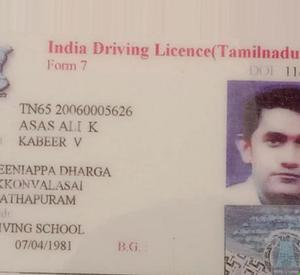 India Driving Licence(Tamilnadu
Form 7
DOI 11/
TN65 20060005626
ASAS ALI K
KABEER V
EENIAPPA DHARGA
KKONVALASAI
ATHAPURAM
IVING SCHOOL
07/04/1981 B.G. :